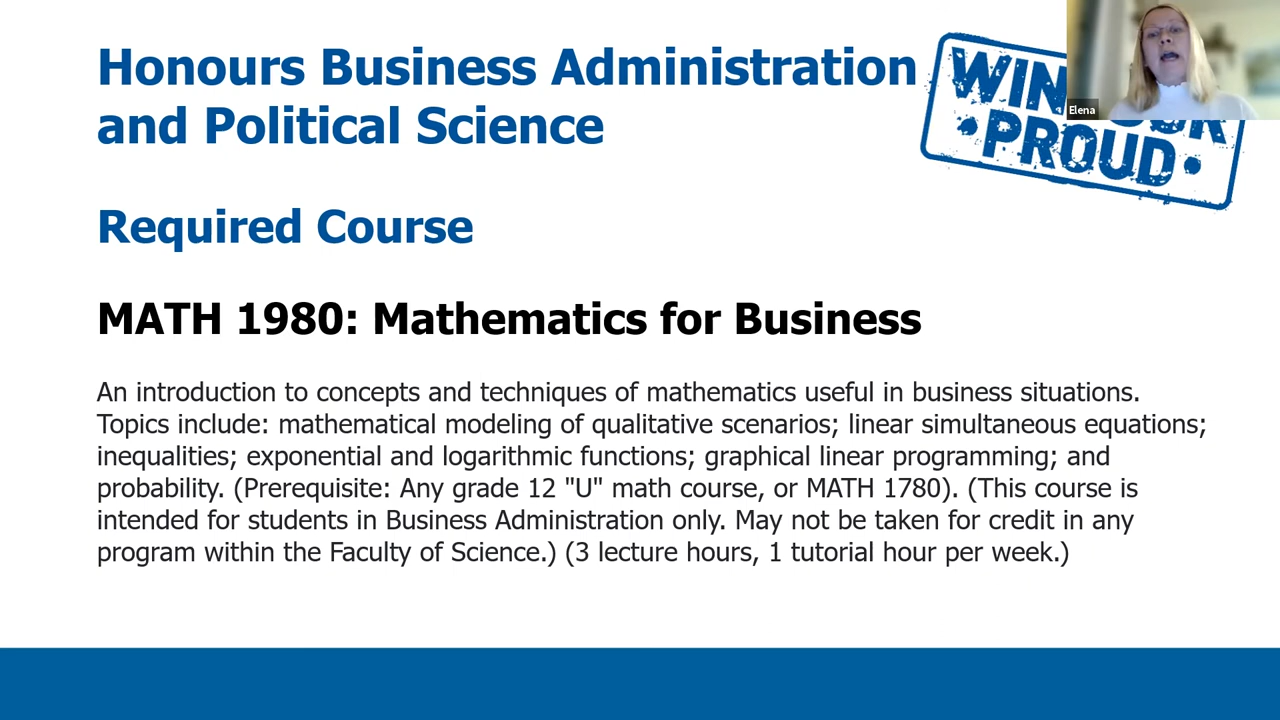 Honours Business Administration
and Political Science
WIN
PROUD
Elena
Required Course
MATH 1980: Mathematics for Business
An introduction to concepts and techniques of mathematics useful in business situations.
Topics include: mathematical modeling of qualitative scenarios; linear simultaneous equations;
inequalities; exponential and logarithmic functions; graphical linear programming; and
probability. (Prerequisite: Any grade 12 "U" math course, or MATH 1780). (This course is
intended for students in Business Administration only. May not be taken for credit in any
program within the Faculty of Science.) (3 lecture hours, 1 tutorial hour per week.)